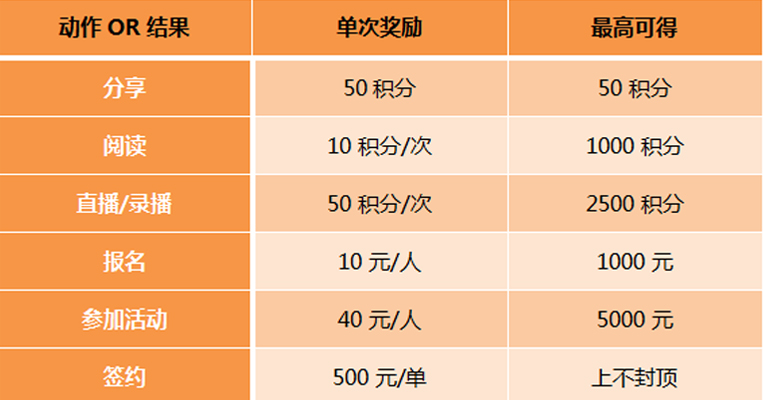 动作 OR 结果 单次奖励 最高可得
分享 50 积分 50 积分
阅读 10 积分/次 1000 积分
直播/录播 50 积分/次 2500 积分
报名 10 元/人 1000 元
参加活动 40 元/人 5000 元
签约 500 元/单 上不封顶